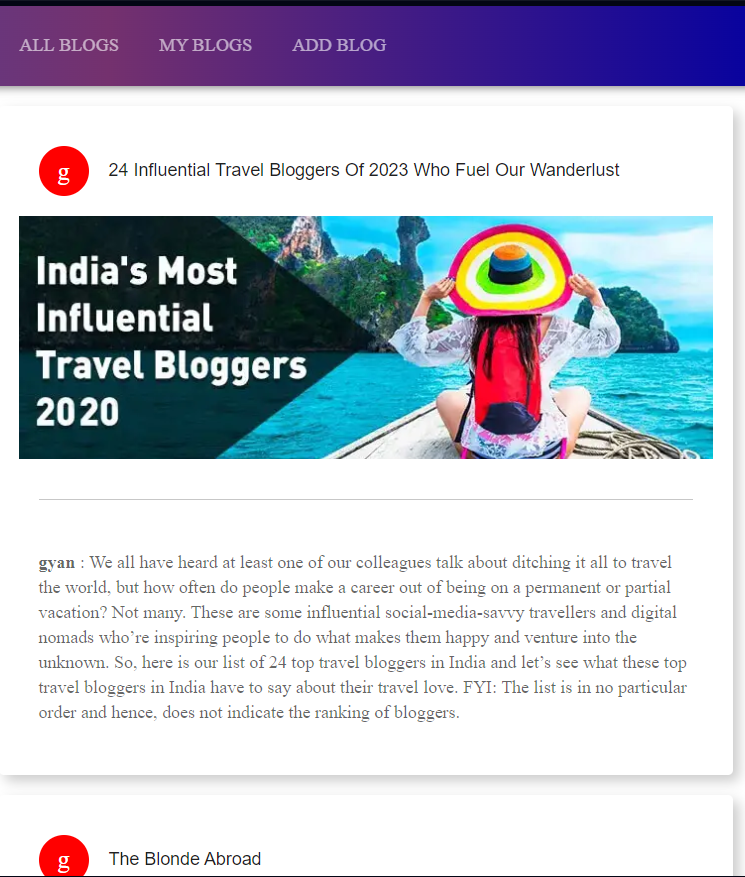 ALL BLOGS MY BLOGS ADD BLOG
g 24 Influential Travel Bloggers Of 2023 Who Fuel Our Wanderlust
India's Most
Influential
Travel Bloggers
2020
gyan : We all have heard at least one of our colleagues talk about ditching it all to travel
the world, but how often do people make a career out of being on a permanent or partial
vacation? Not many. These are some influential social-media-savvy travellers and digital
nomads who’re inspiring people to do what makes them happy and venture into the
unknown. So, here is our list of 24 top travel bloggers in India and let’s see what these top
travel bloggers in India have to say about their travel love. FYI: The list is in no particular
order and hence, does not indicate the ranking of bloggers.
g The Blonde Abroad